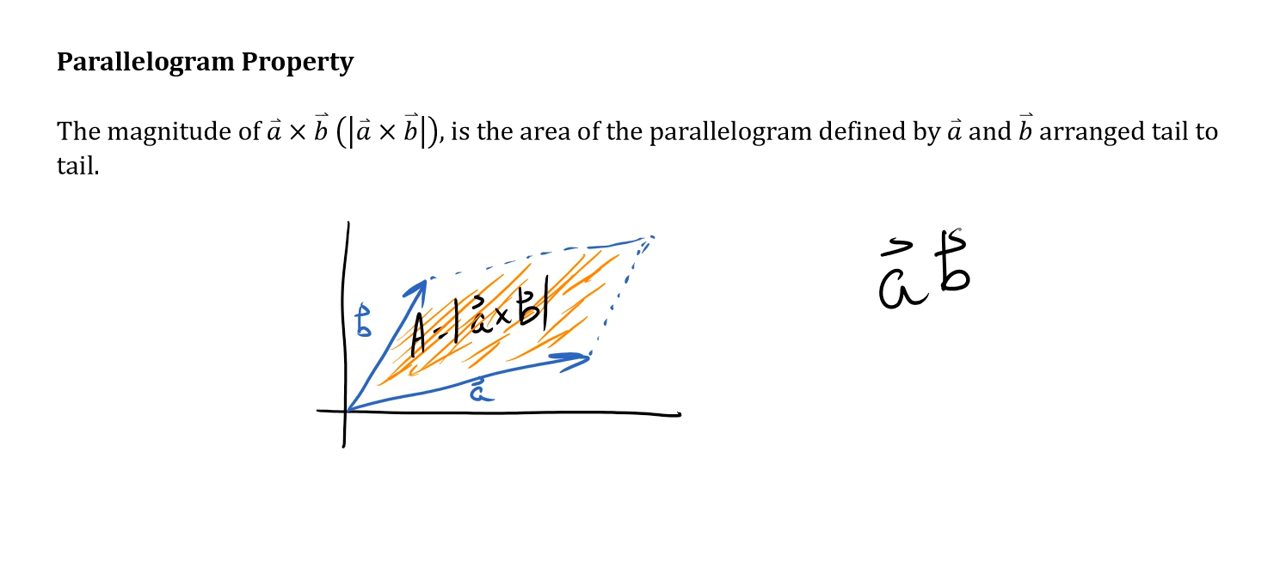 Parallelogram Property
The magnitude of a⃗ × b⃗ (|a⃗ × b⃗|), is the area of the parallelogram defined by a⃗ and b⃗ arranged tail to
tail.
a⃗ b⃗
b⃗
A=|a⃗×b⃗|
a⃗